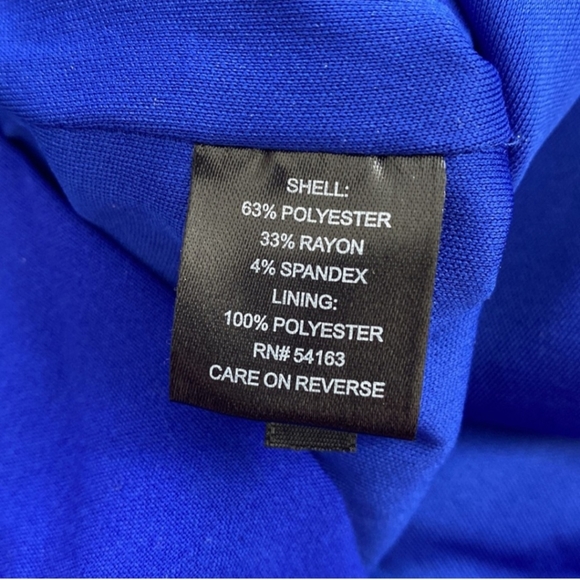 SHELL:
63% POLYESTER
33% RAYON
4% SPANDEX
LINING:
100% POLYESTER
RN# 54163
CARE ON REVERSE